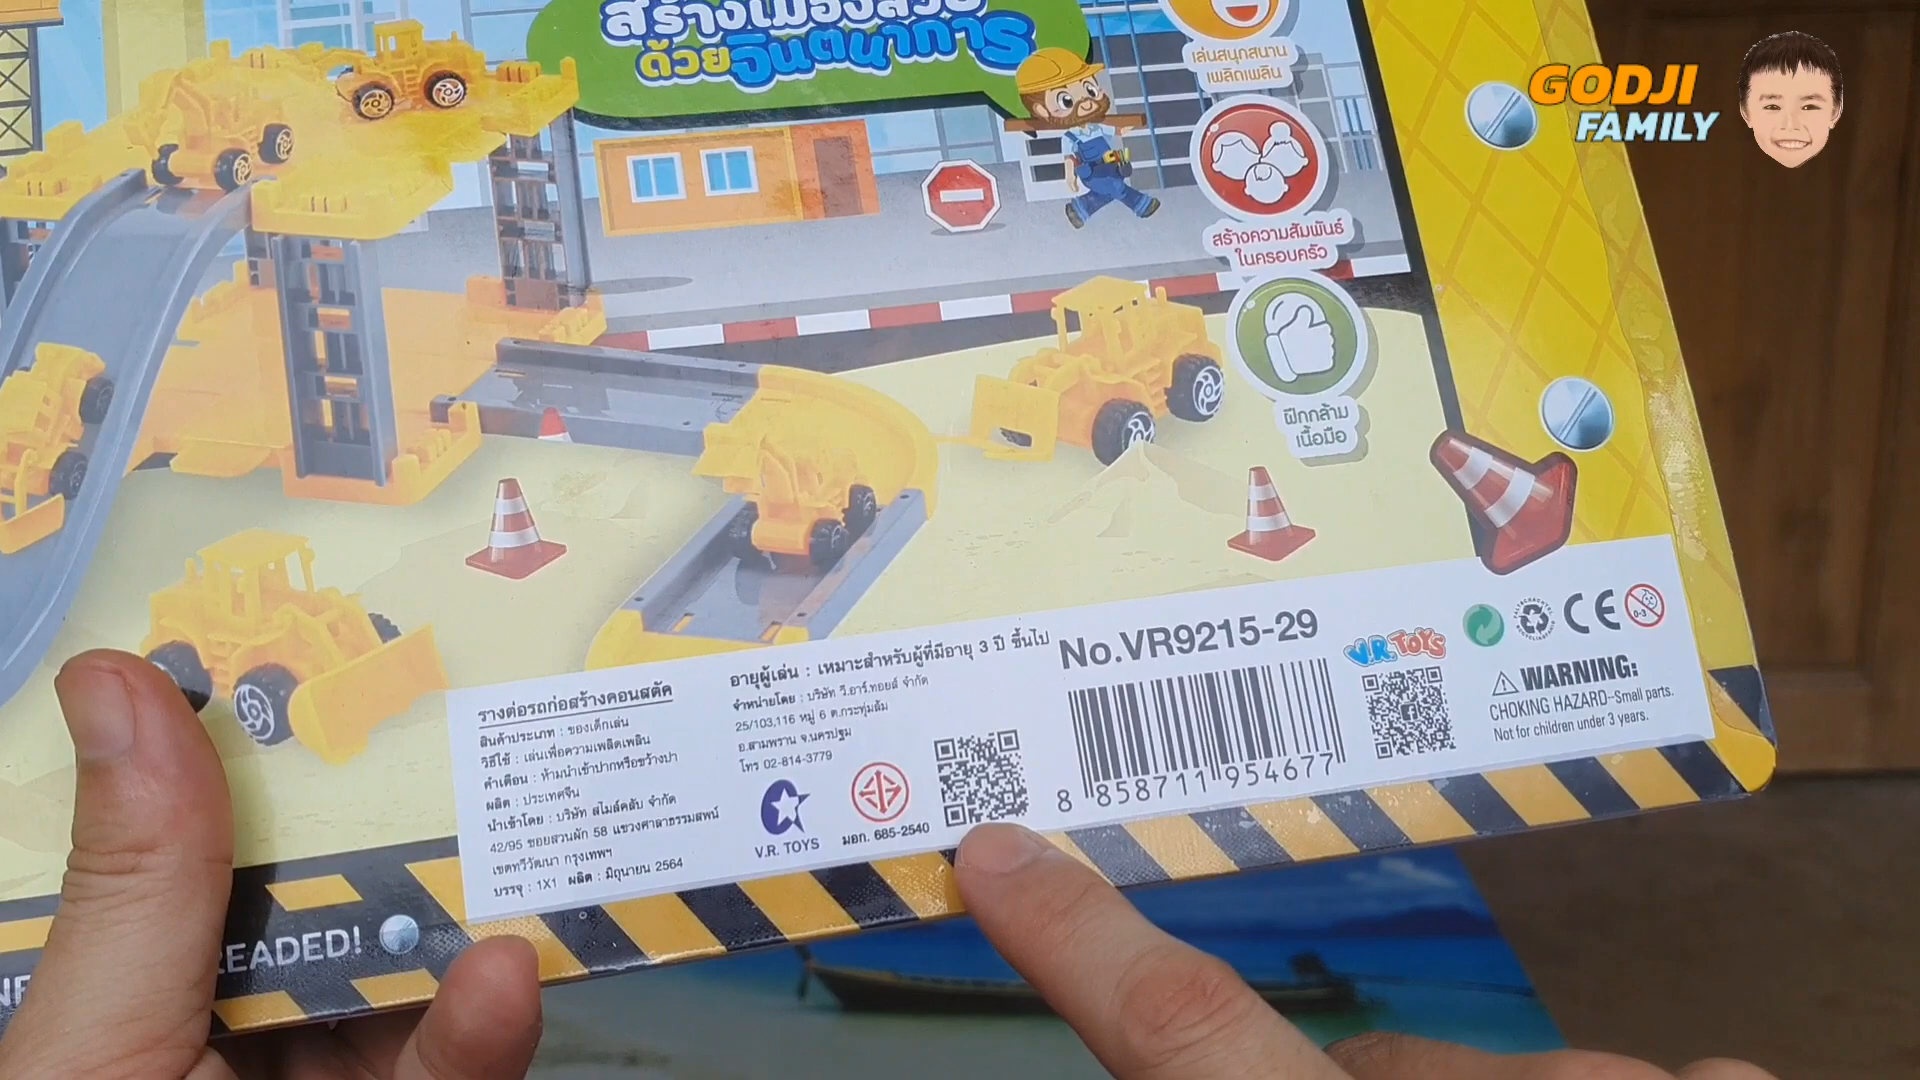 สร้างเมืองสวย
ด้วยจินตนาการ
เล่นสนุกสนาน
เพลิดเพลิน
GODJI
FAMILY
สร้างความสัมพันธ์
ในครอบครัว
ฝึกกล้าม
เนื้อมือ
รางต่อรถก่อสร้างคอนสตัค
สินค้าประเภท : ของเด็กเล่น
วิธีใช้ : เล่นเพื่อความเพลิดเพลิน
คำเตือน : ห้ามนำเข้าปากหรือขว้างปา
ผลิต : ประเทศจีน
นำเข้าโดย : บริษัท สไมล์คลับ จำกัด
42/95 ซอยสวนผัก 58 แขวงศาลาธรรมสพน์
เขตทวีวัฒนา กรุงเทพฯ
บรรจุ : 1X1 ผลิต : มิถุนายน 2564
อายุผู้เล่น : เหมาะสำหรับผู้ที่มีอายุ 3 ปี ขึ้นไป
จำหน่ายโดย : บริษัท วี.อาร์.ทอยส์ จำกัด
25/103,116 หมู่ 6 ต.กระทุ่มล้ม
อ.สามพราน จ.นครปฐม
โทร 02-814-3779
V.R. TOYS
มอก. 685-2540
No.VR9215-29
8 858711 954677
V.R.TOYS
CE
0-3
WARNING:
CHOKING HAZARD–Small parts.
Not for children under 3 years.
READED!